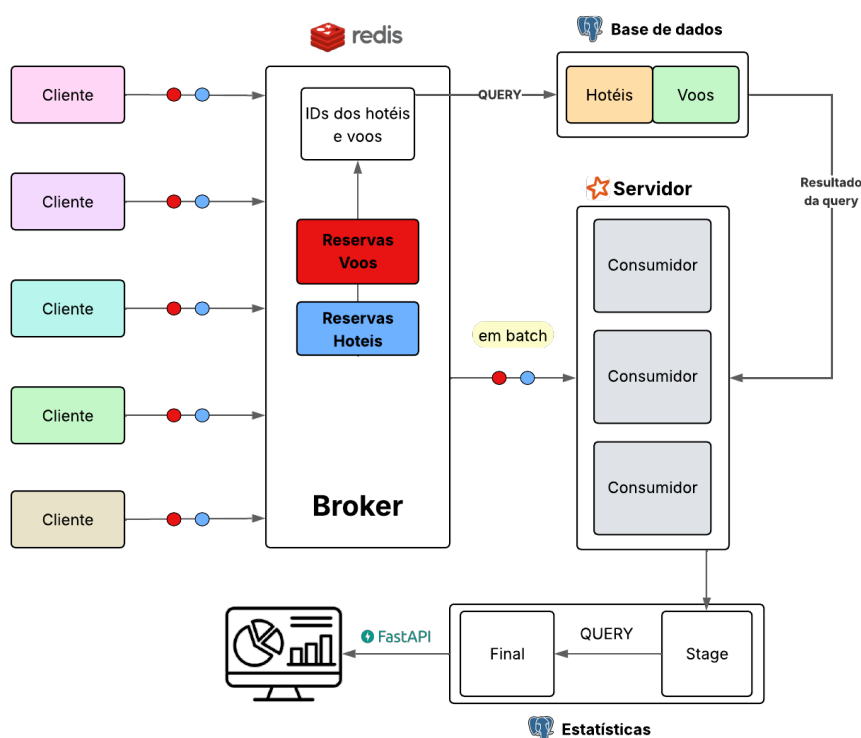 redis
Base de dados
Cliente
IDs dos hotéis
e voos
QUERY
Hotéis
Voos
Cliente
Servidor
Resultado
da query
Reservas
Voos
Consumidor
Cliente
Reservas
Hoteis
em batch
Consumidor
Cliente
Consumidor
Broker
Cliente
FastAPI
Final
QUERY
Stage
Estatísticas